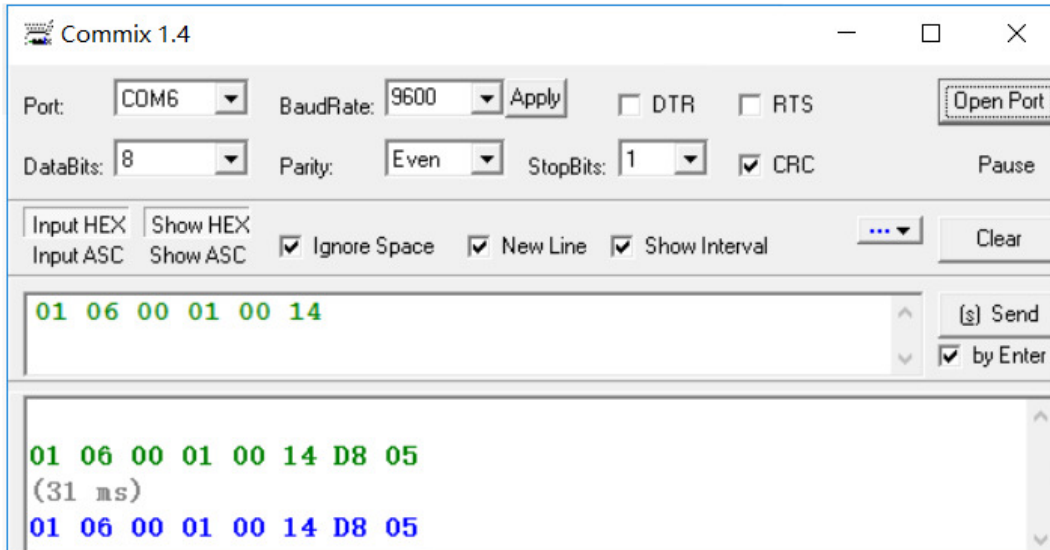 Commix 1.4
Port: COM6 BaudRate: 9600 Apply DTR RTS Open Port
DataBits: 8 Parity: Even StopBits: 1 CRC Pause
Input HEX Show HEX
Input ASC Show ASC Ignore Space New Line Show Interval ... Clear
01 06 00 01 00 14 (s) Send
by Enter
01 06 00 01 00 14 D8 05
(31 ms)
01 06 00 01 00 14 D8 05